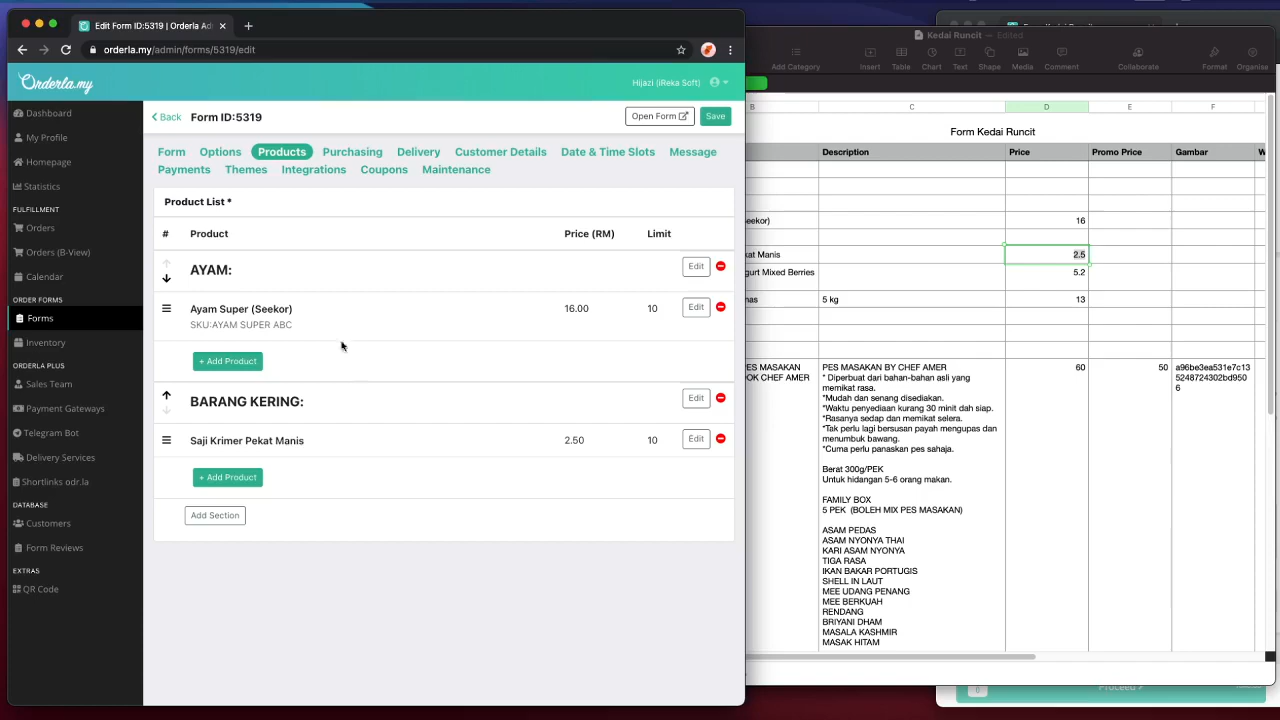 Edit Form ID:5319 | Orderla Ad
orderla.my/admin/forms/5319/edit
Orderla.my
Hijazi (iReka Soft)
Dashboard
My Profile
Homepage
Statistics
FULFILLMENT
Orders
Orders (B-View)
Calendar
ORDER FORMS
Forms
Inventory
ORDERLA PLUS
Sales Team
Payment Gateways
Telegram Bot
Delivery Services
Shortlinks odr.la
DATABASE
Customers
Form Reviews
EXTRAS
QR Code
Back
Form ID:5319
Open Form
Save
Form Options Products Purchasing Delivery Customer Details Date & Time Slots Message
Payments Themes Integrations Coupons Maintenance
Product List *
# Product Price (RM) Limit
AYAM:
Edit
Ayam Super (Seekor) 16.00 10 Edit
SKU:AYAM SUPER ABC
+ Add Product
BARANG KERING:
Edit
Saji Krimer Pekat Manis 2.50 10 Edit
+ Add Product
Add Section
Kedai Runcit — Edited
Add Category Insert Table Chart Text Shape Media Comment Collaborate Format Organise
B C D E F
Form Kedai Runcit
Description Price Promo Price Gambar W
eekor) 16
kat Manis 2.5
gurt Mixed Berries 5.2
nas 5 kg 13
PES MASAKAN PES MASAKAN BY CHEF AMER 60 50 a96be3ea531e7c13
OK CHEF AMER * Diperbuat dari bahan-bahan asli yang 5248724302bd950
memikat rasa. 6
*Mudah dan senang disediakan.
*Waktu penyediaan kurang 30 minit dah siap.
*Rasanya sedap dan memikat selera.
*Tak perlu lagi bersusan payah mengupas dan
menumbuk bawang.
*Cuma perlu panaskan pes sahaja.
Berat 300g/PEK
Untuk hidangan 5-6 orang makan.
FAMILY BOX
5 PEK (BOLEH MIX PES MASAKAN)
ASAM PEDAS
ASAM NYONYA THAI
KARI ASAM NYONYA
TIGA RASA
IKAN BAKAR PORTUGIS
SHELL IN LAUT
MEE UDANG PENANG
MEE BERKUAH
RENDANG
BRIYANI DHAM
MASALA KASHMIR
MASAK HITAM
0
Proceed >